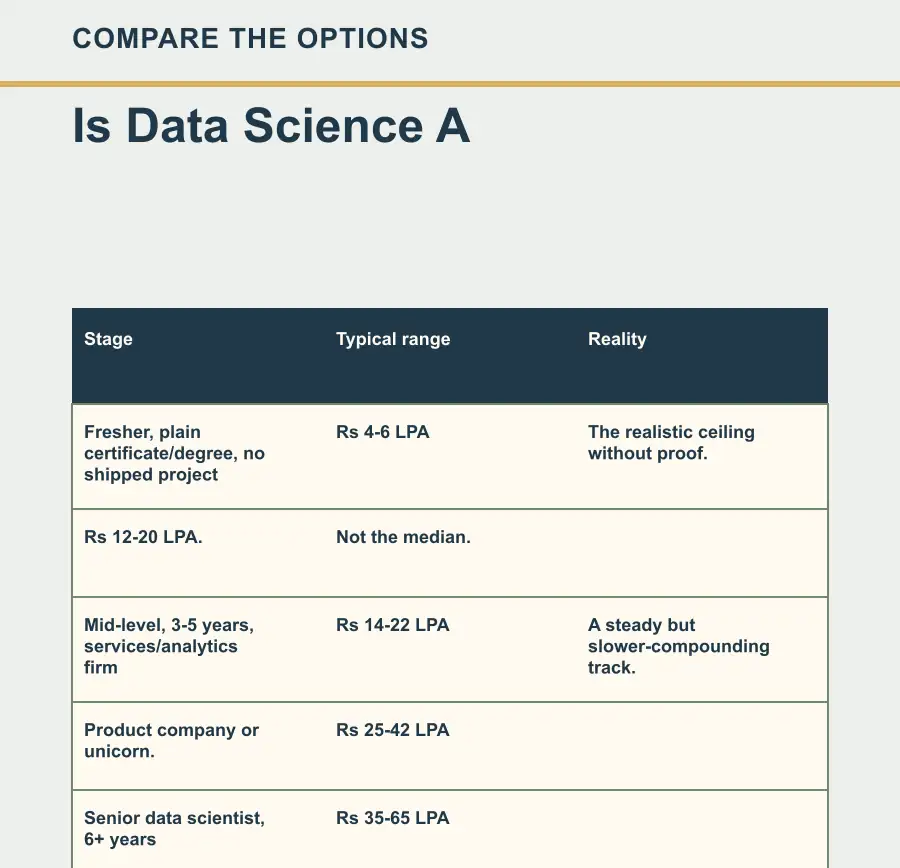 COMPARE THE OPTIONS
Is Data Science A
Stage
Typical range
Reality
Fresher, plain
certificate/degree, no
shipped project
Rs 4-6 LPA
The realistic ceiling
without proof.
Rs 12-20 LPA.
Not the median.
Mid-level, 3-5 years,
services/analytics
firm
Rs 14-22 LPA
A steady but
slower-compounding
track.
Product company or
unicorn.
Rs 25-42 LPA
Senior data scientist,
6+ years
Rs 35-65 LPA